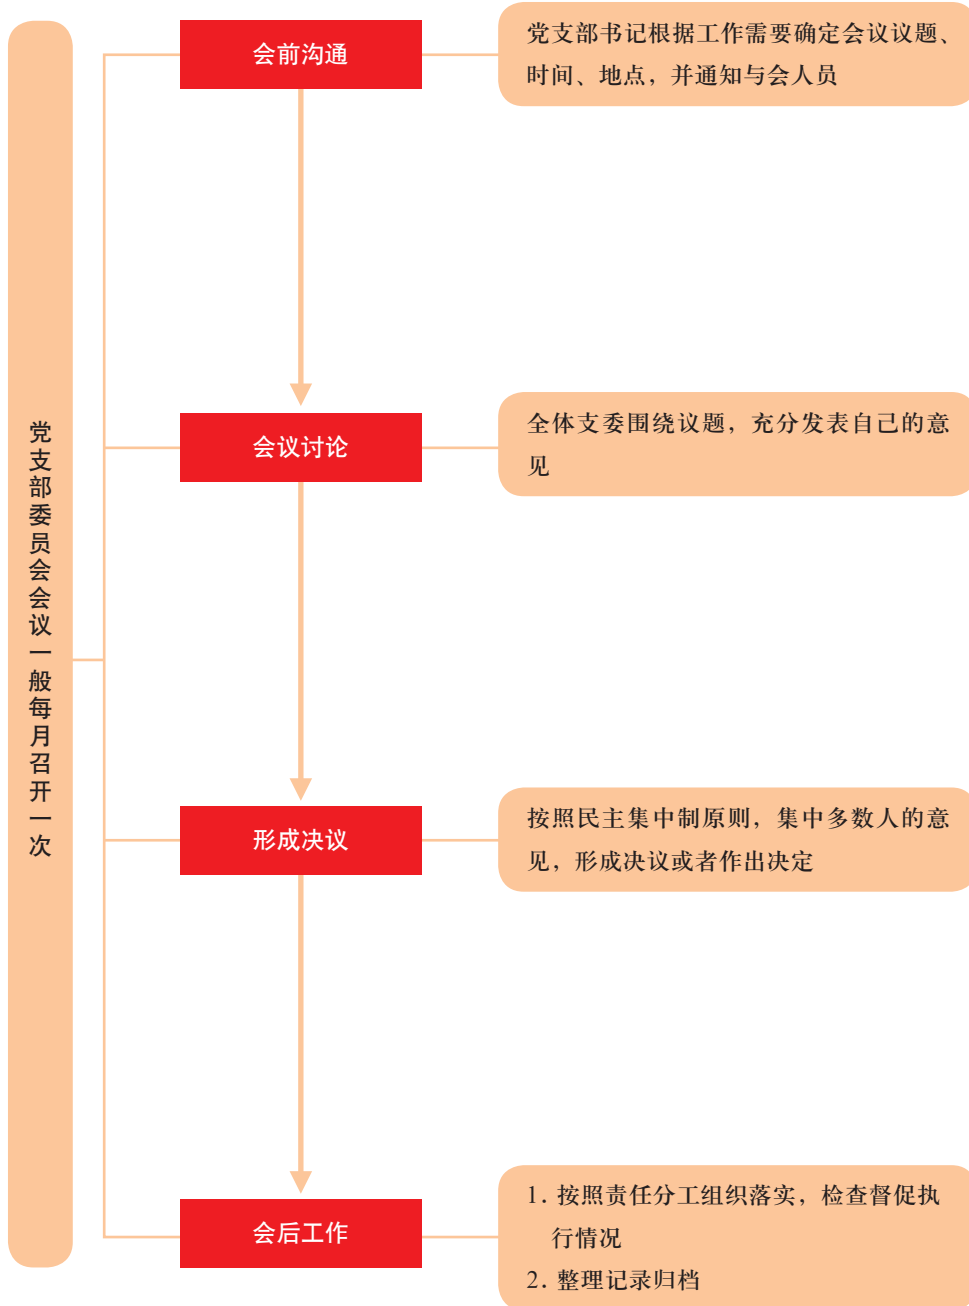 党支部委员会会议一般每月召开一次
会前沟通
党支部书记根据工作需要确定会议议题、
时间、地点，并通知与会人员
会议讨论
全体支委围绕议题，充分发表自己的意
见
形成决议
按照民主集中制原则，集中多数人的意
见，形成决议或者作出决定
会后工作
1. 按照责任分工组织落实，检查督促执
行情况
2. 整理记录归档